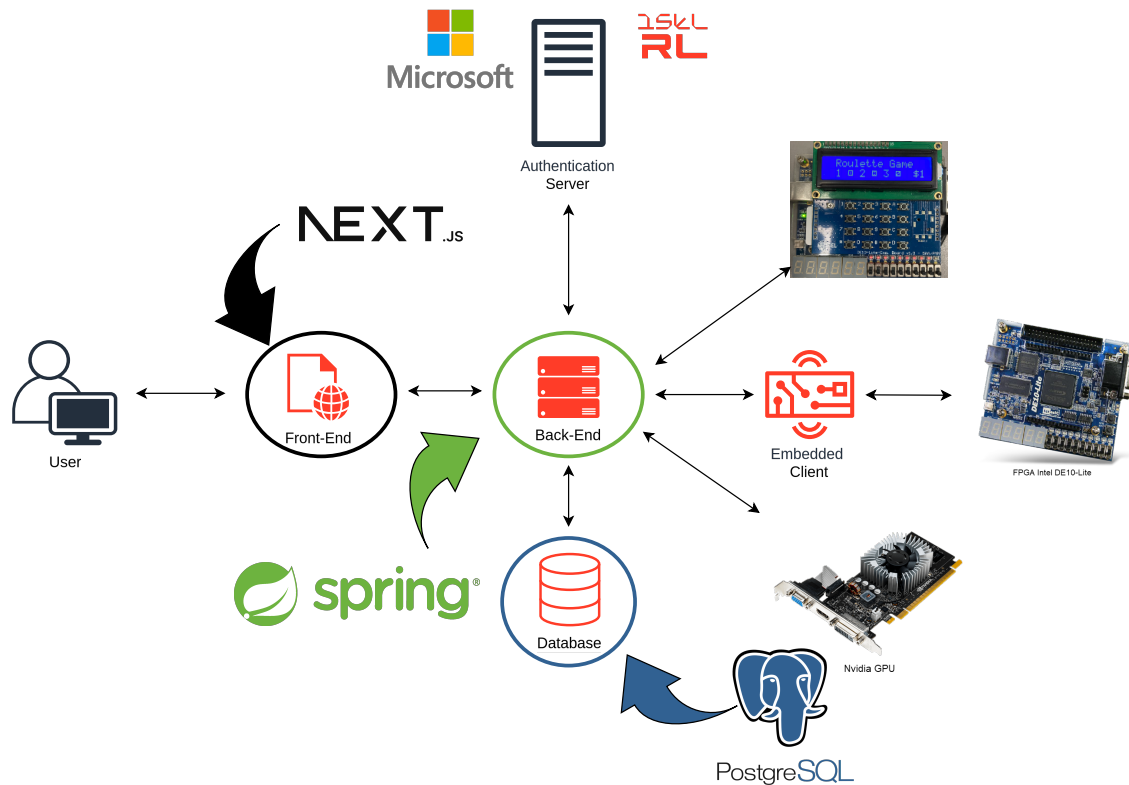 Microsoft
RL
Authentication
Server
Roulette Game
NEXT.JS
Front-End
Back-End
User
Embedded
Client
FPGA Intel DE10-Lite
spring®
Database
Nvidia GPU
PostgreSQL